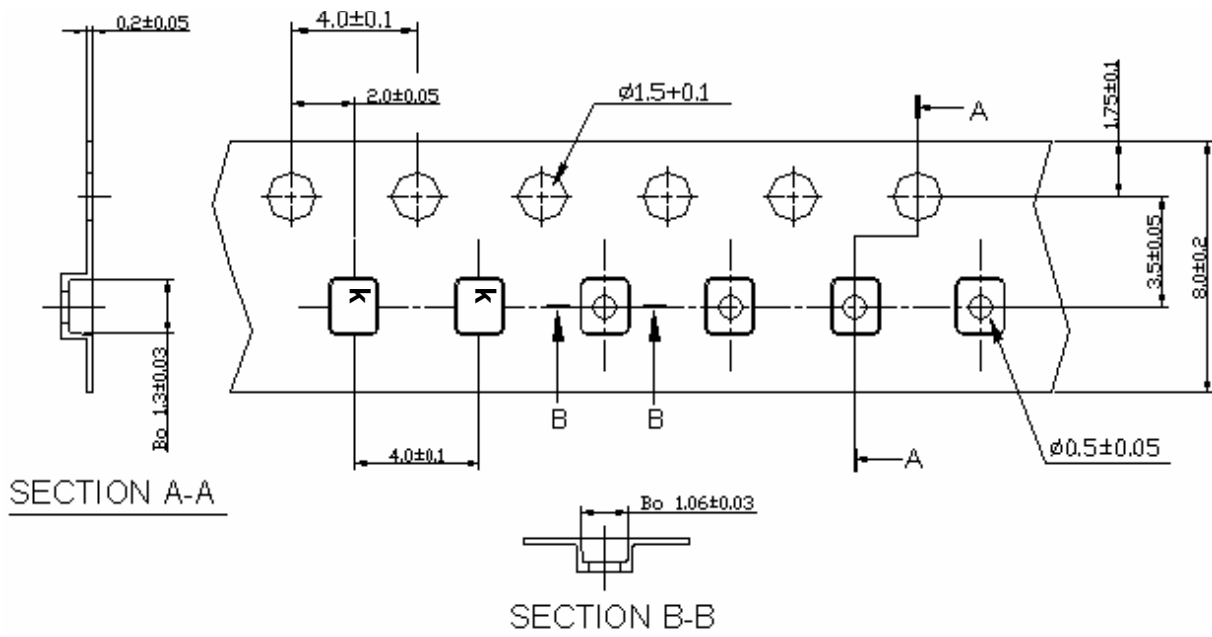 0.2±0.05
4.0±0.1
2.0±0.05
ø1.5+0.1
A
1.75±0.1
3.5±0.05
8.0±0.2
k
k
Bo 1.3±0.03
B
B
4.0±0.1
A
ø0.5±0.05
SECTION A-A
Bo 1.06±0.03
SECTION B-B